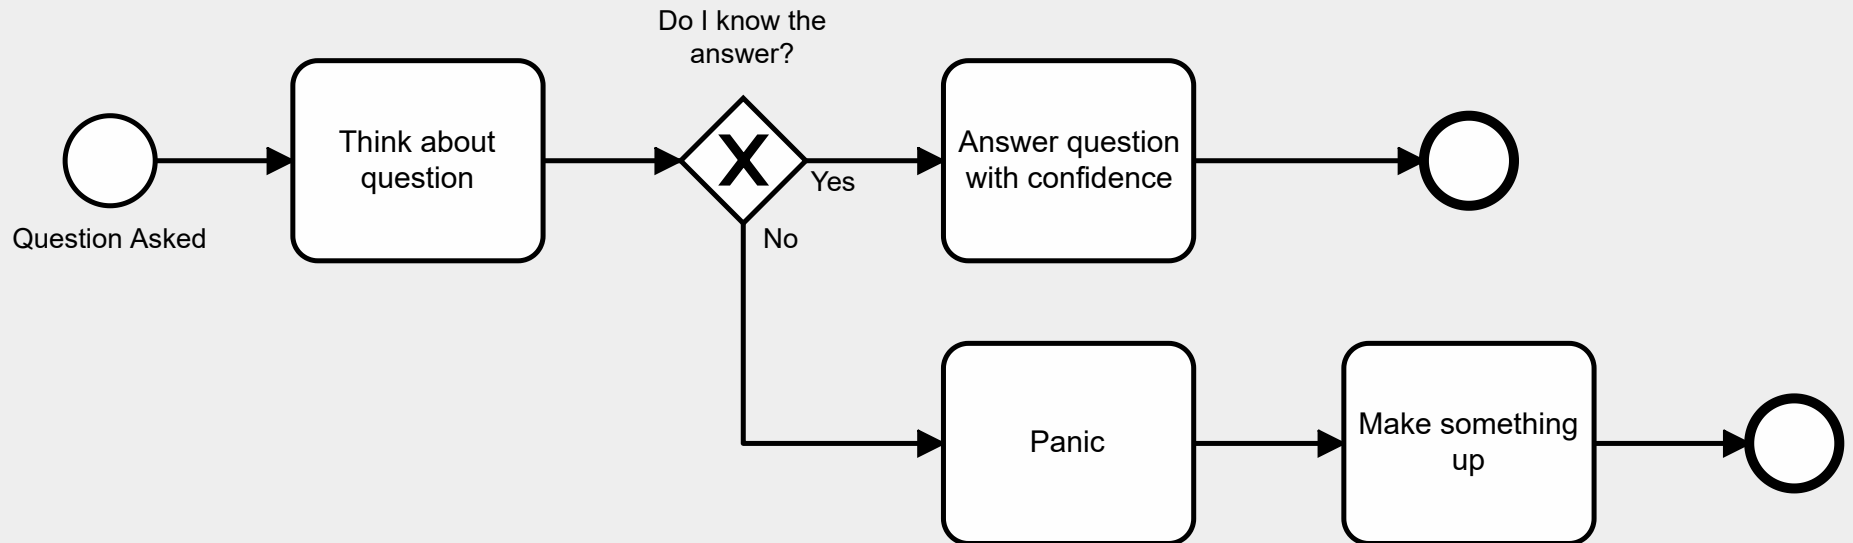 Do I know the
answer?
Think about
question
X
Answer question
with confidence
Yes
Question Asked
No
Panic
Make something
up